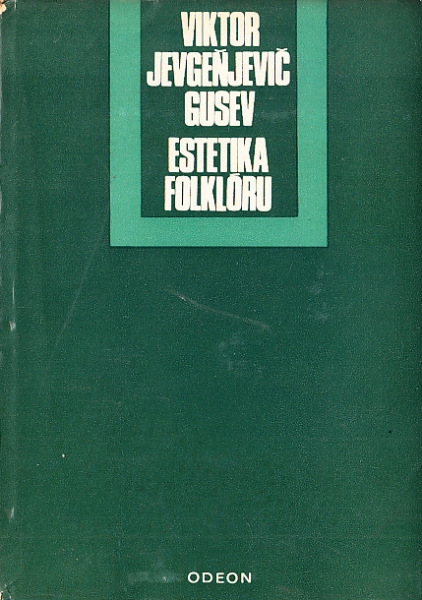 VIKTOR
JEVGEŇJEVIČ
GUSEV
ESTETIKA
FOLKLÓRU
ODEON